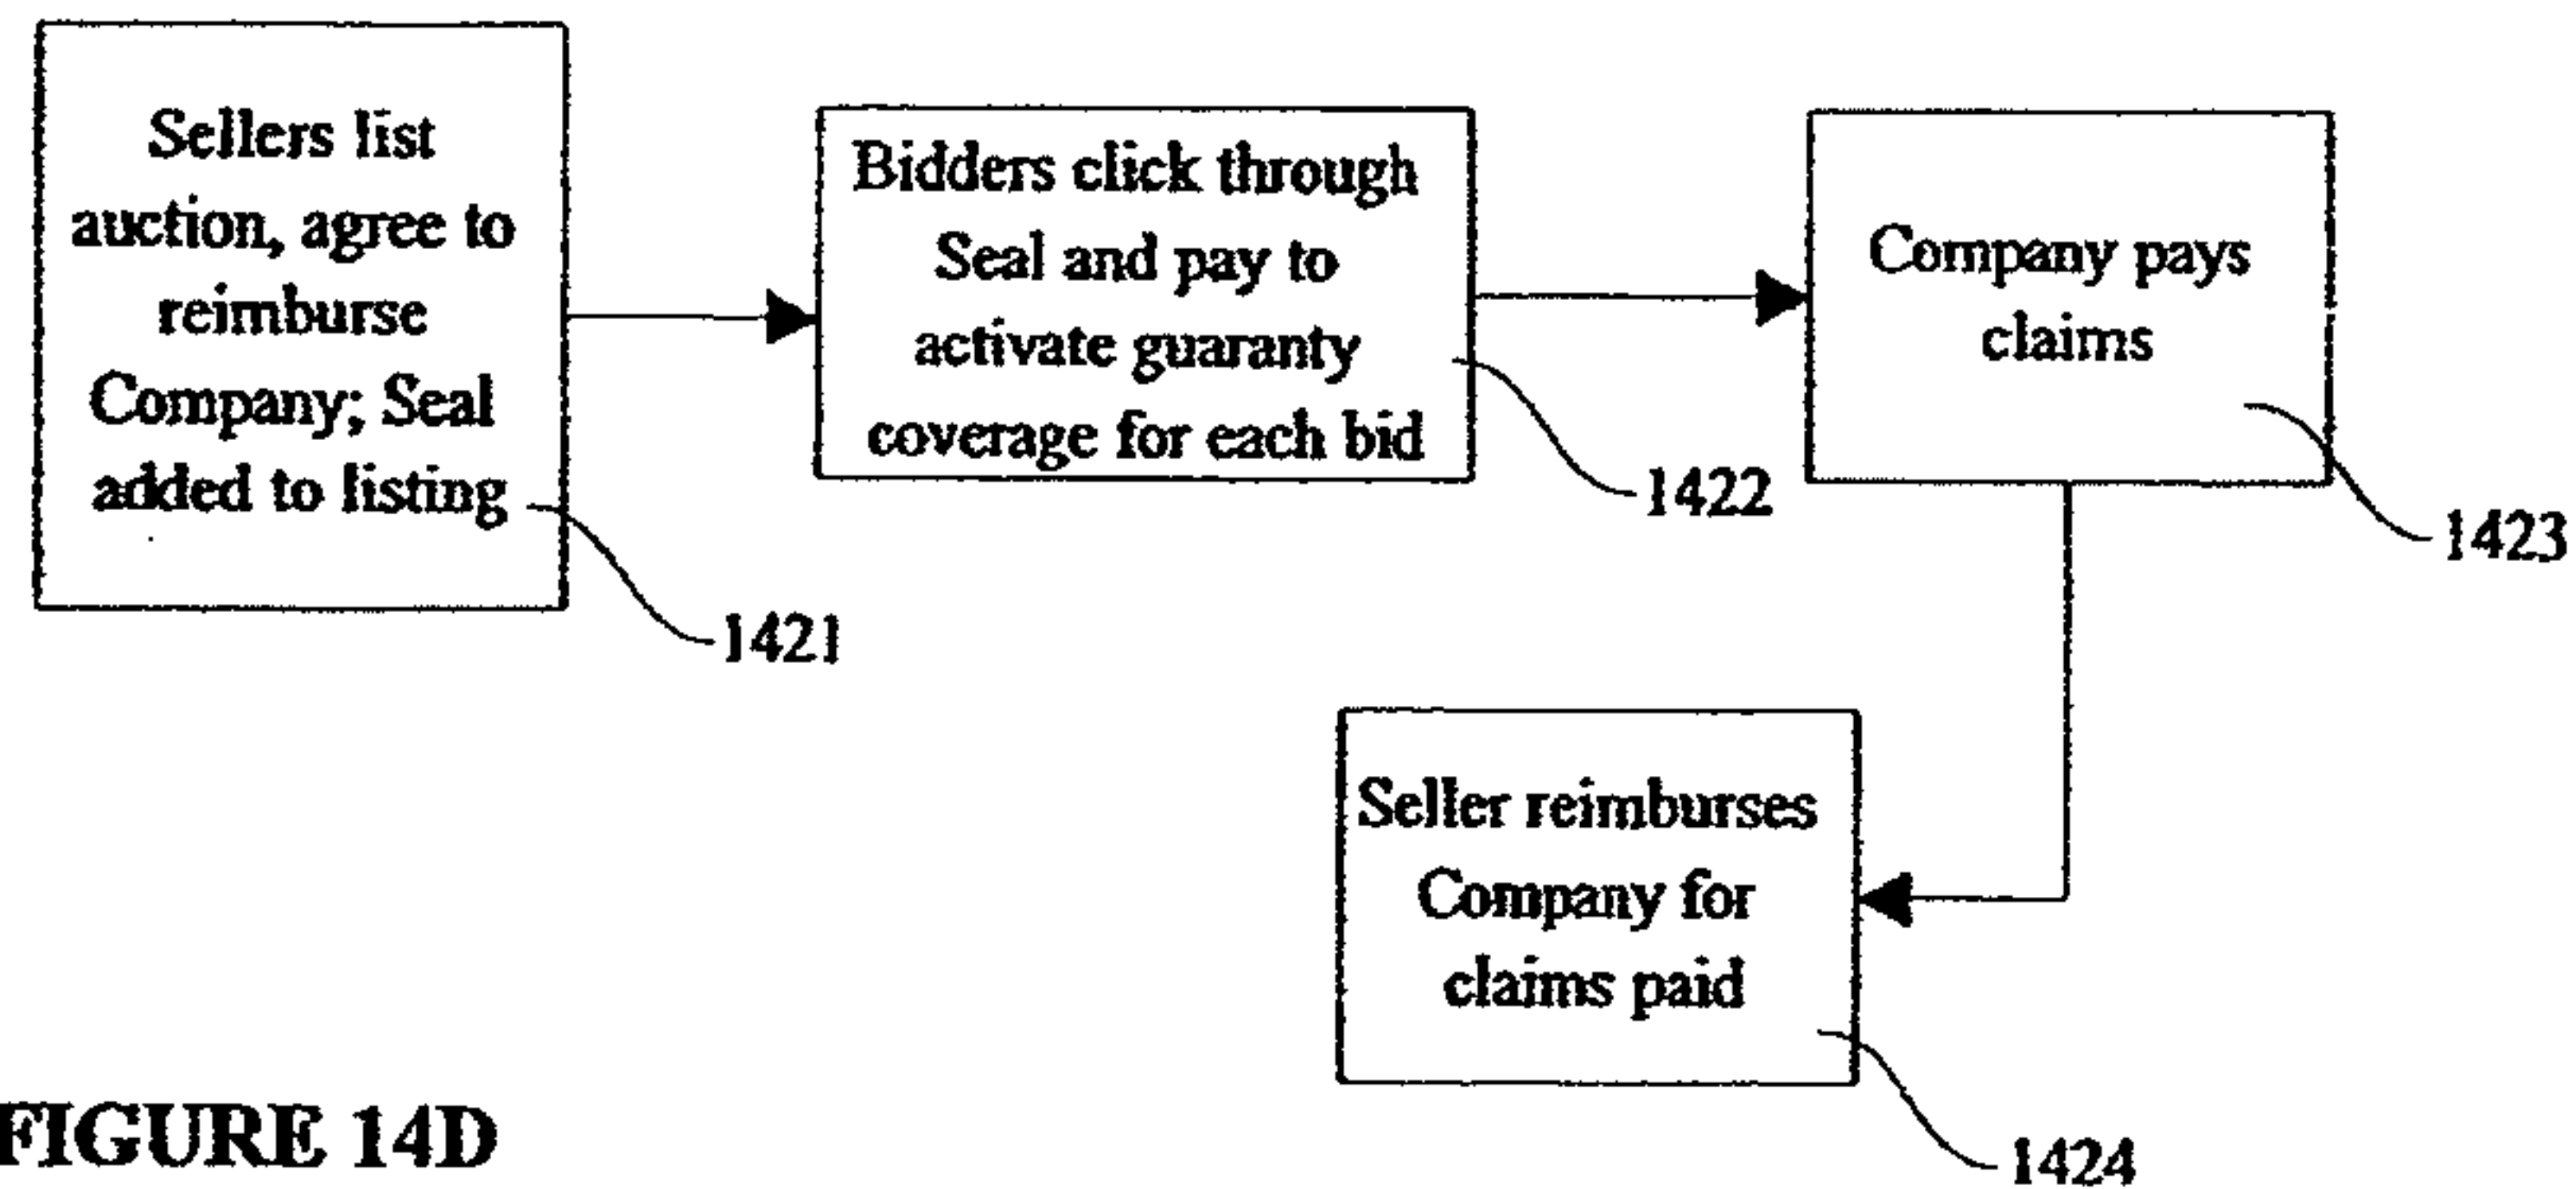 Sellers list
auction, agree to
reimburse
Company; Seal
added to listing
1421
Bidders click through
Seal and pay to
activate guaranty
coverage for each bid
1422
Company pays
claims
1423
Seller reimburses
Company for
claims paid
1424
FIGURE 14D